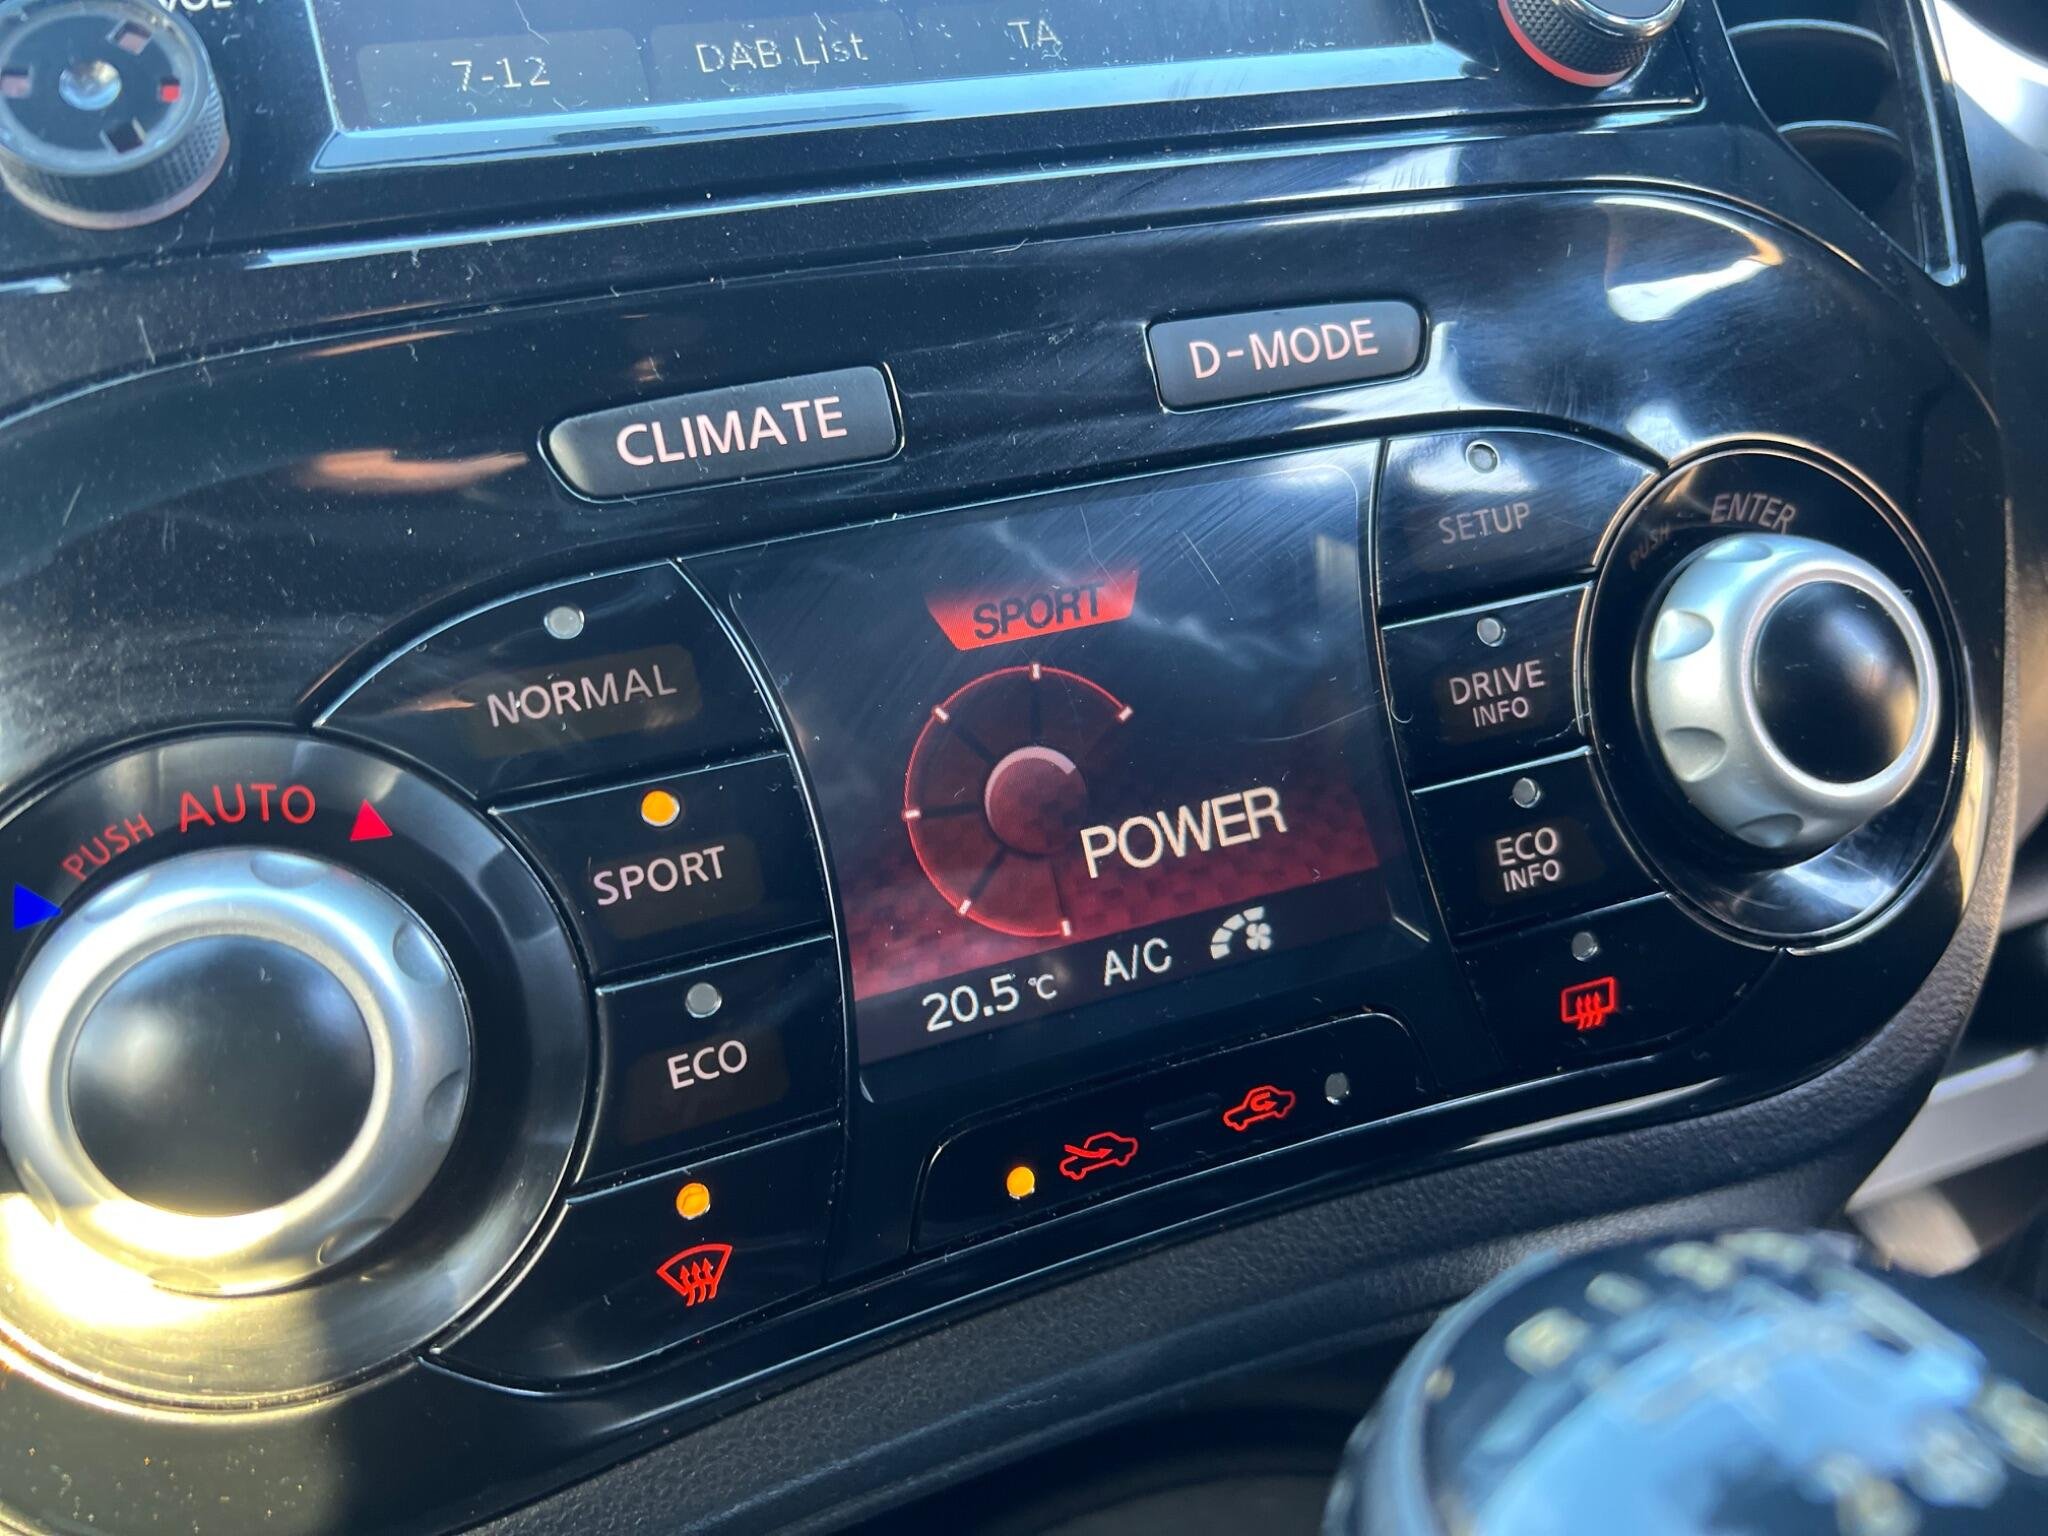 VOL
7-12
DAB List
TA
CLIMATE
D-MODE
NORMAL
SPORT
SETUP
PUSH ENTER
PUSH AUTO
SPORT
POWER
DRIVE
INFO
ECO
ECO
INFO
20.5°C A/C